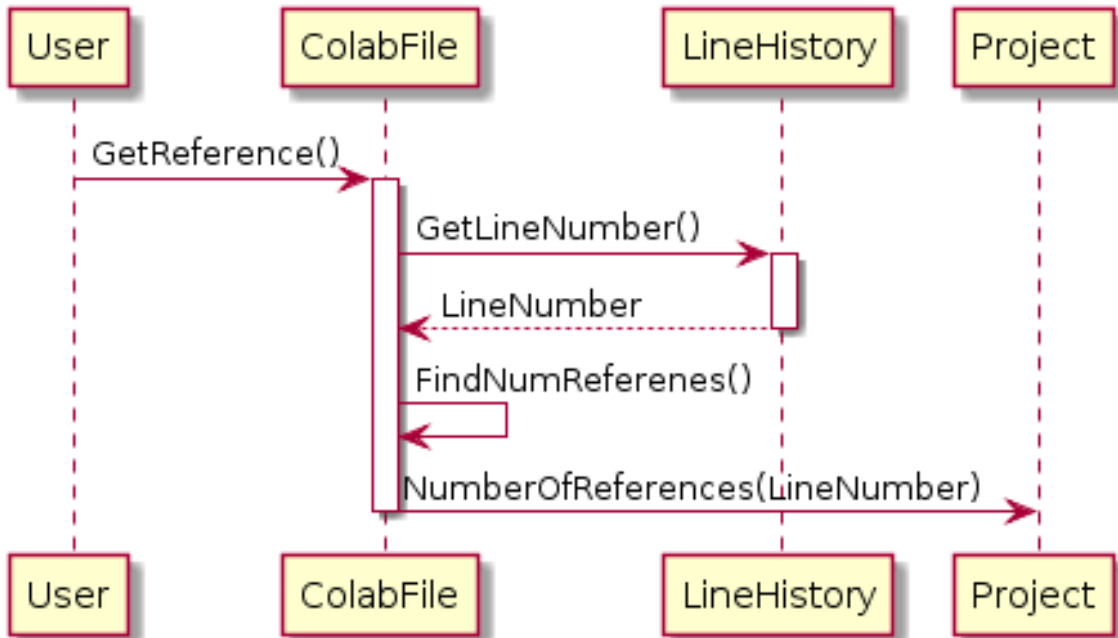 User ColabFile LineHistory Project
GetReference()
GetLineNumber()
LineNumber
FindNumReferenes()
NumberOfReferences(LineNumber)
User ColabFile LineHistory Project